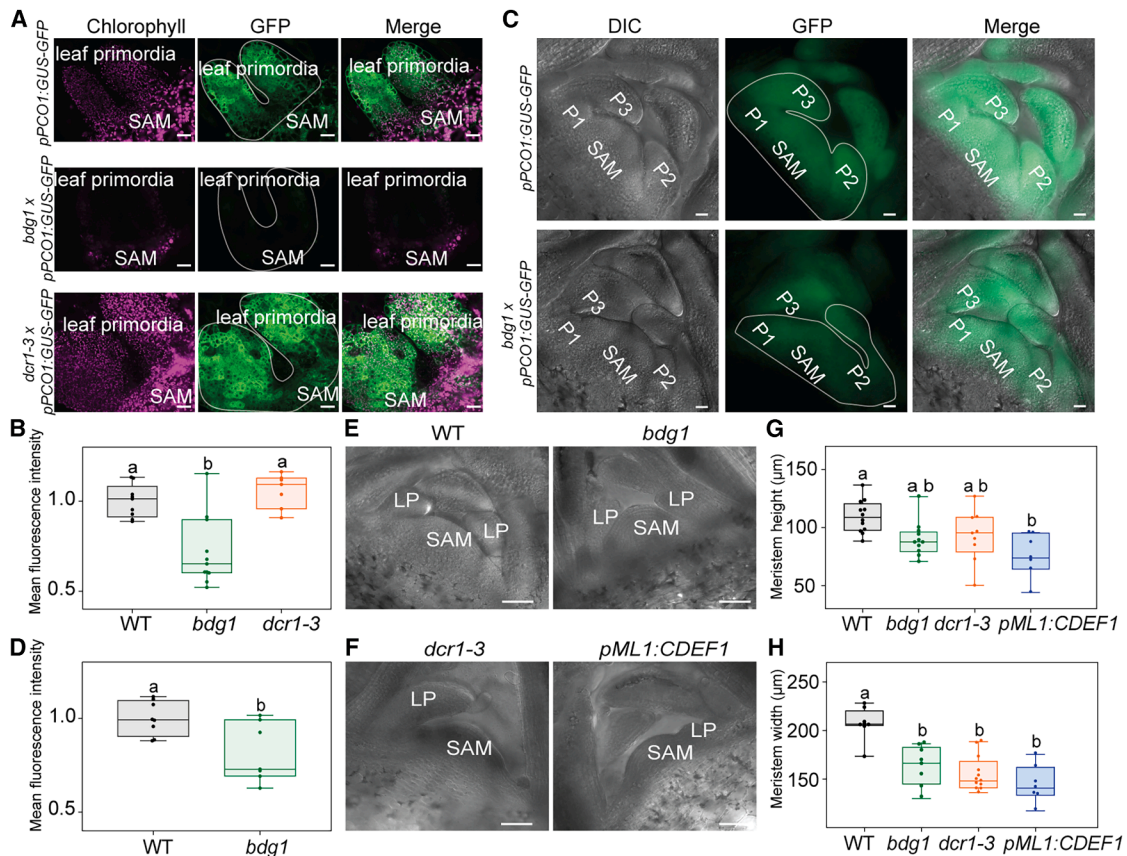 A
Chlorophyll GFP Merge
pPCO1:GUS-GFP
leaf primordia leaf primordia leaf primordia
SAM SAM SAM
bdg1 x
pPCO1:GUS-GFP
leaf primordia leaf primordia leaf primordia
SAM SAM SAM
dcr1-3 x
pPCO1:GUS-GFP
leaf primordia leaf primordia leaf primordia
SAM SAM SAM
C
DIC GFP Merge
pPCO1:GUS-GFP
P3 P3 P3
P1 P1 P1
SAM SAM SAM
P2 P2 P2
bdg1 x
pPCO1:GUS-GFP
P3 P3 P3
P1 P1 P1
SAM SAM SAM
P2 P2 P2
B
Mean fluorescence intensity
1.0
0.5
a b a
WT bdg1 dcr1-3
D
Mean fluorescence intensity
1.0
0.5
a b
WT bdg1
E
WT bdg1
LP LP
SAM
LP LP
SAM
F
dcr1-3 pML1:CDEF1
LP
SAM
LP
SAM
G
Meristem height (µm)
150
100
50
a a b a b b
WT bdg1 dcr1-3 pML1:CDEF1
H
Meristem width (µm)
250
200
150
a b b b
WT bdg1 dcr1-3 pML1:CDEF1